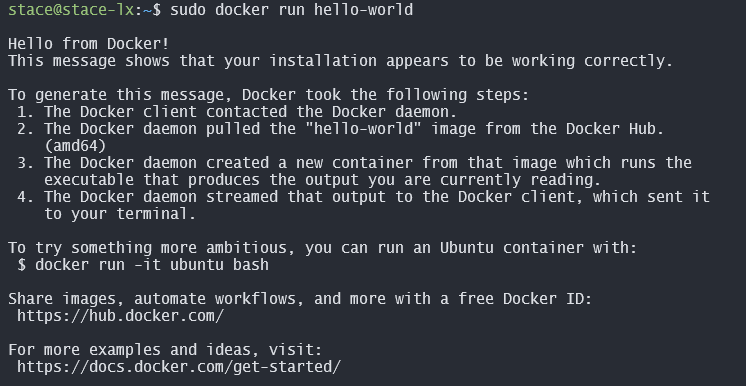 stace@stace-lx:~$ sudo docker run hello-world
Hello from Docker!
This message shows that your installation appears to be working correctly.
To generate this message, Docker took the following steps:
1. The Docker client contacted the Docker daemon.
2. The Docker daemon pulled the "hello-world" image from the Docker Hub.
(amd64)
3. The Docker daemon created a new container from that image which runs the
executable that produces the output you are currently reading.
4. The Docker daemon streamed that output to the Docker client, which sent it
to your terminal.
To try something more ambitious, you can run an Ubuntu container with:
$ docker run -it ubuntu bash
Share images, automate workflows, and more with a free Docker ID:
https://hub.docker.com/
For more examples and ideas, visit:
https://docs.docker.com/get-started/